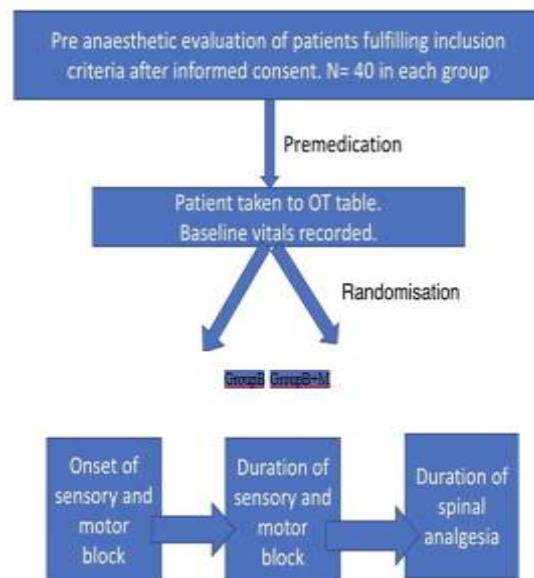 Pre anaesthetic evaluation of patients fulfilling inclusion
criteria after informed consent. N= 40 in each group
Premedication
Patient taken to OT table.
Baseline vitals recorded.
Randomisation
GroupB GroupB+M
Onset of
sensory and
motor
block
Duration of
sensory and
motor
block
Duration of
spinal
analgesia